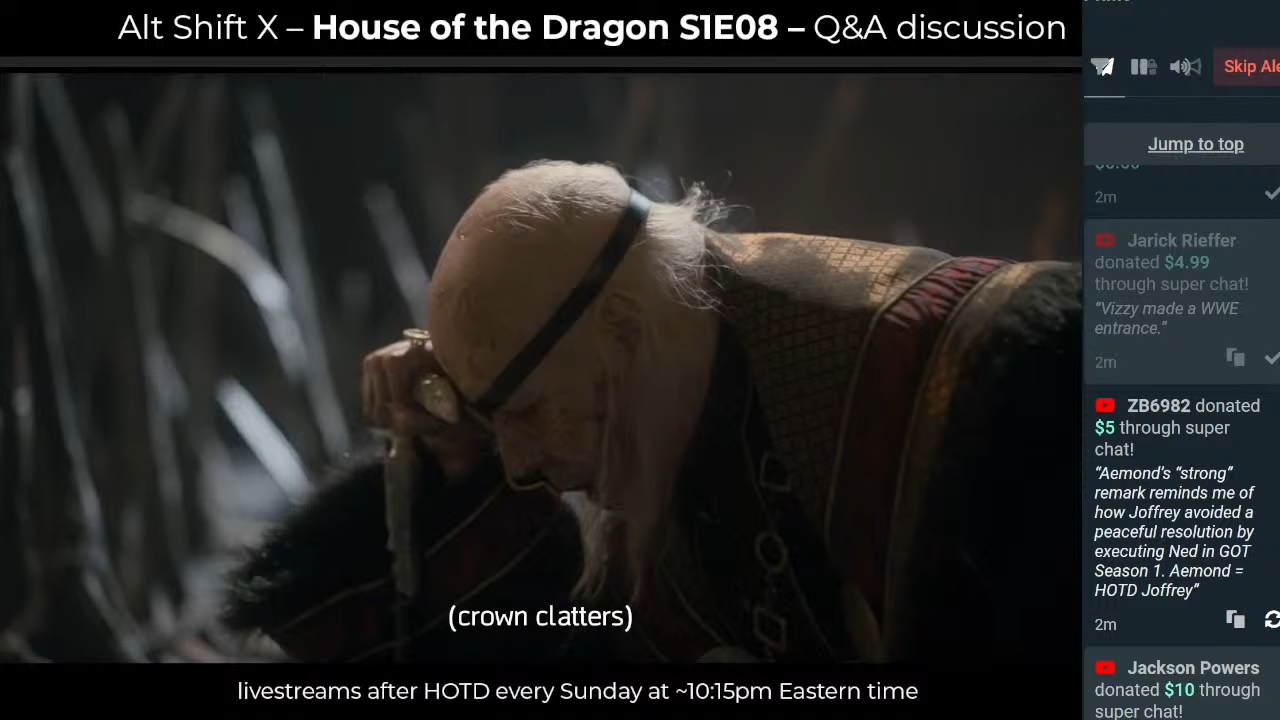 Alt Shift X – House of the Dragon S1E08 – Q&A discussion
Jump to top
2m
Jarick Rieffer
donated $4.99
through super chat!
“Vizzy made a WWE
entrance.”
2m
ZB6982 donated
$5 through super
chat!
“Aemond’s “strong”
remark reminds me of
how Joffrey avoided a
peaceful resolution by
executing Ned in GOT
Season 1. Aemond =
HOTD Joffrey”
2m
Jackson Powers
donated $10 through
super chat!
(crown clatters)
livestreams after HOTD every Sunday at ~10:15pm Eastern time